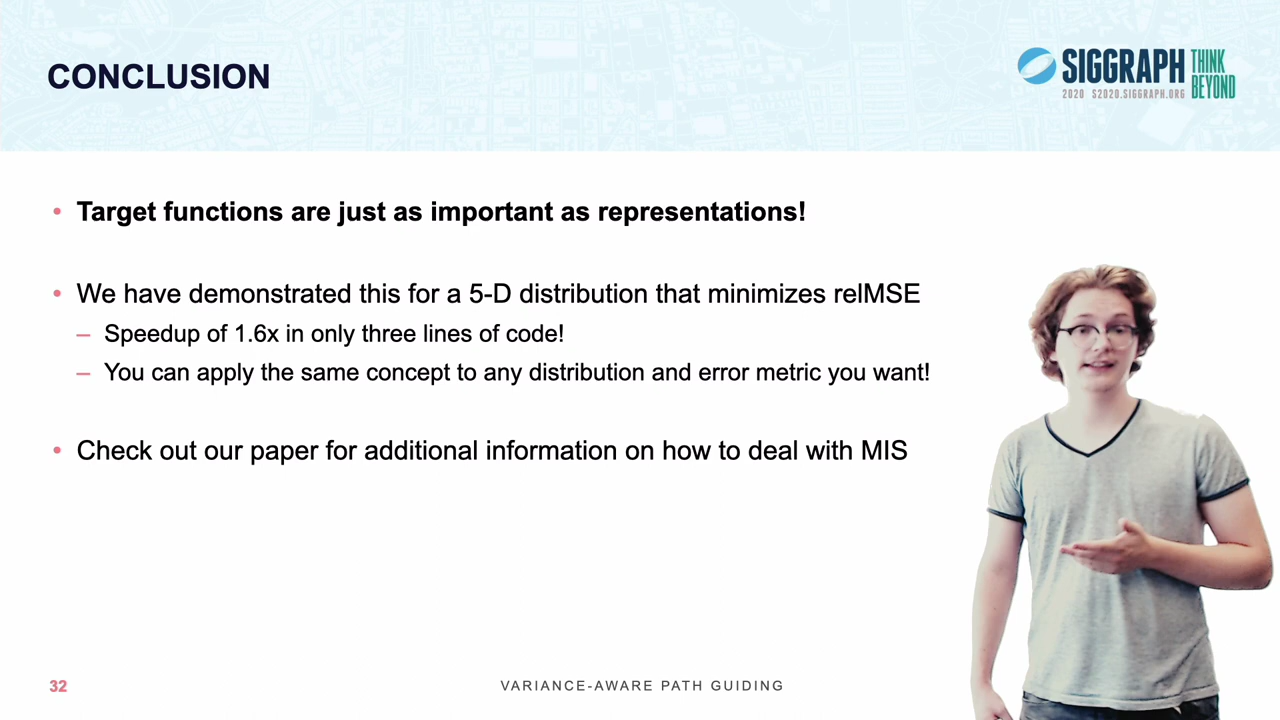 CONCLUSION
SIGGRAPH THINK BEYOND
2020 S2020.SIGGRAPH.ORG
• Target functions are just as important as representations!
• We have demonstrated this for a 5-D distribution that minimizes relMSE
– Speedup of 1.6x in only three lines of code!
– You can apply the same concept to any distribution and error metric you want!
• Check out our paper for additional information on how to deal with MIS
32
VARIANCE-AWARE PATH GUIDING